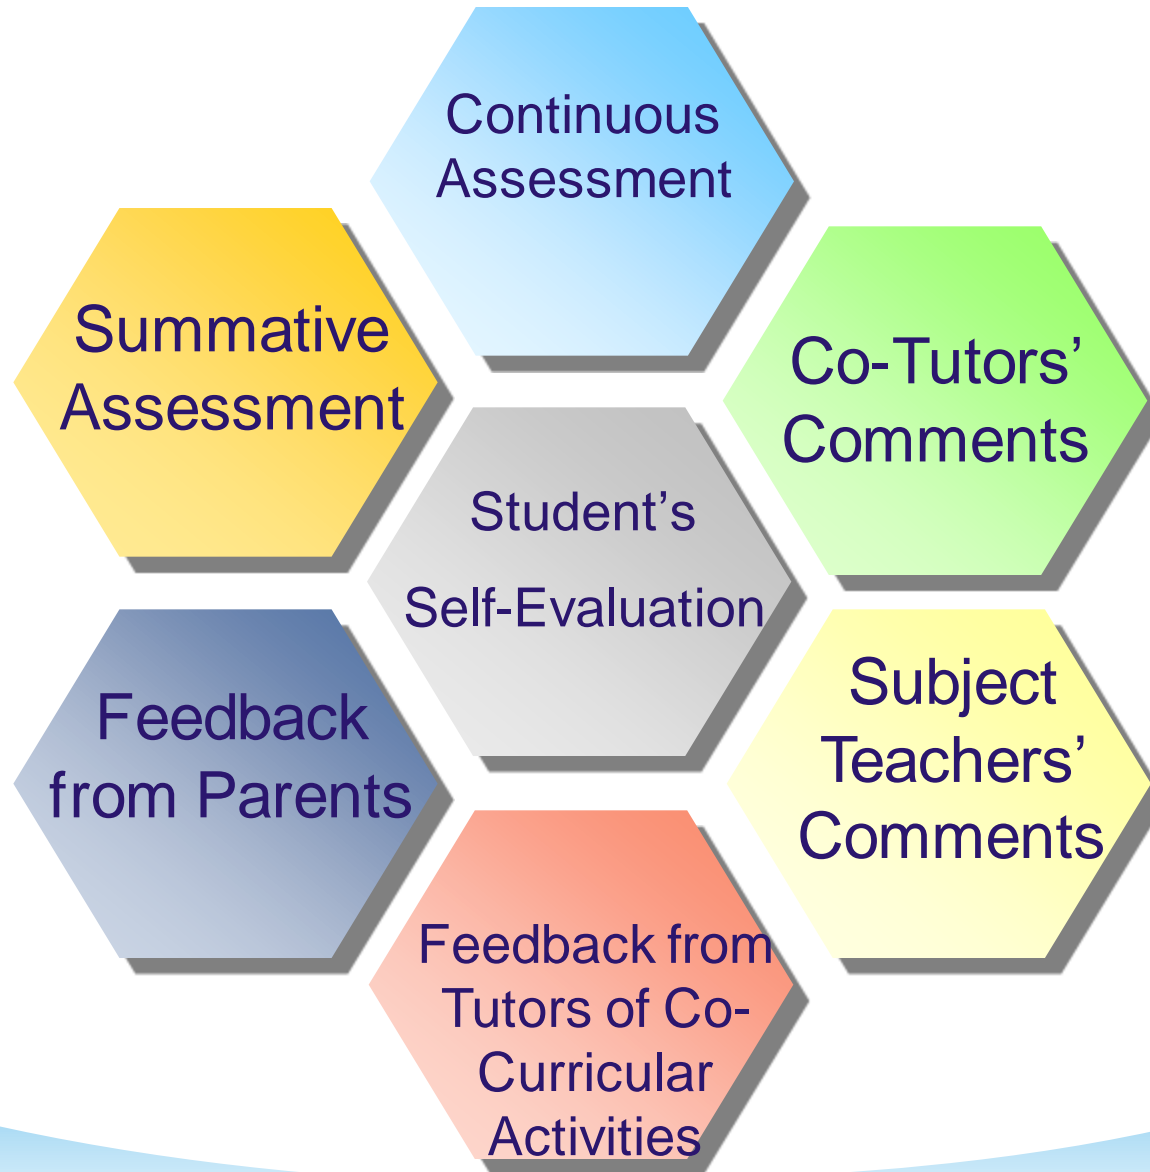 Continuous
Assessment
Summative
Assessment
Co-Tutors’
Comments
Student’s
Self-Evaluation
Feedback
from Parents
Subject
Teachers’
Comments
Feedback from
Tutors of Co-
Curricular
Activities